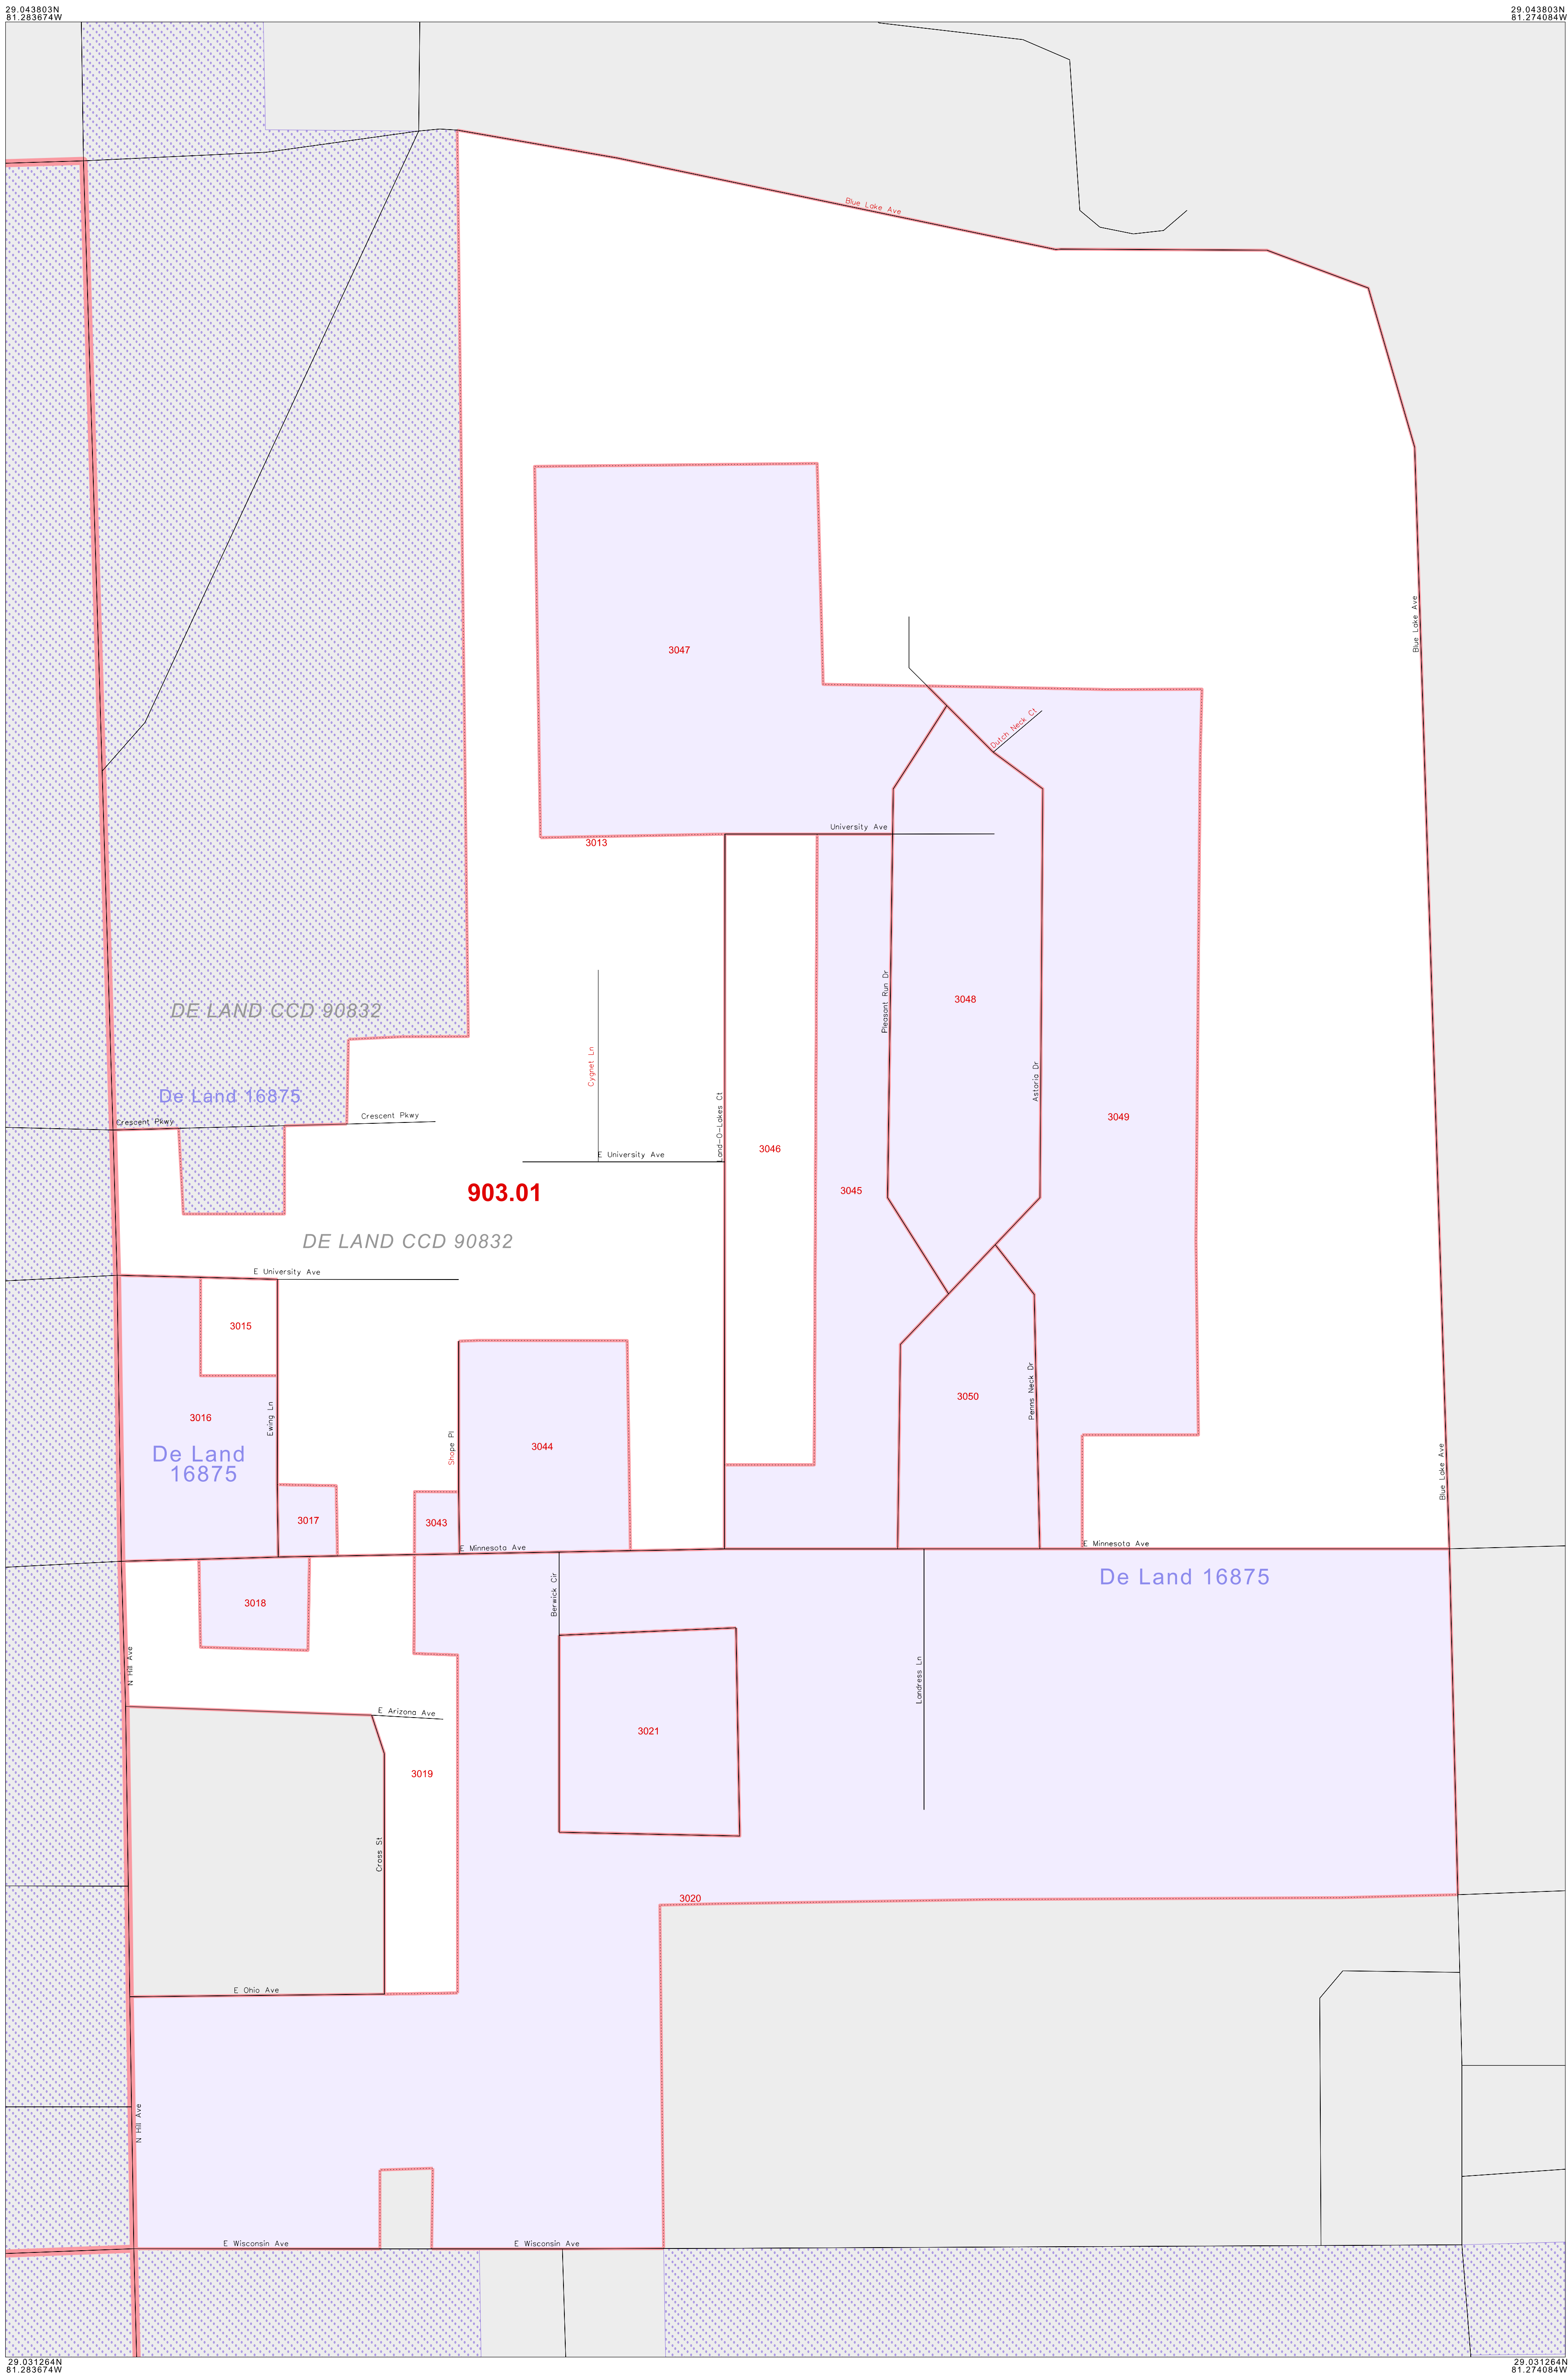 29.043803N
81.283674W
29.043803N
81.274084W
Blue Lake Ave
Blue Lake Ave
3047
Dutch Neck Ct
University Ave
3013
Pleasant Run Dr
3048
DE LAND CCD 90832
Cygnet Ln
Astoria Dr
De Land 16875
Land-O-Lakes Ct
3049
Crescent Pkwy
Crescent Pkwy
3046
E University Ave
903.01
3045
DE LAND CCD 90832
E University Ave
3015
3016
Ewing Ln
Penns Neck Dr
3050
De Land
16875
Shope Pl
3044
Blue Lake Ave
3017
3043
E Minnesota Ave
E Minnesota Ave
De Land 16875
3018
Berwick Cir
N Hill Ave
Landress Ln
E Arizona Ave
3021
3019
Cross St
3020
E Ohio Ave
N Hill Ave
E Wisconsin Ave
E Wisconsin Ave
29.031264N
81.283674W
29.031264N
81.274084W